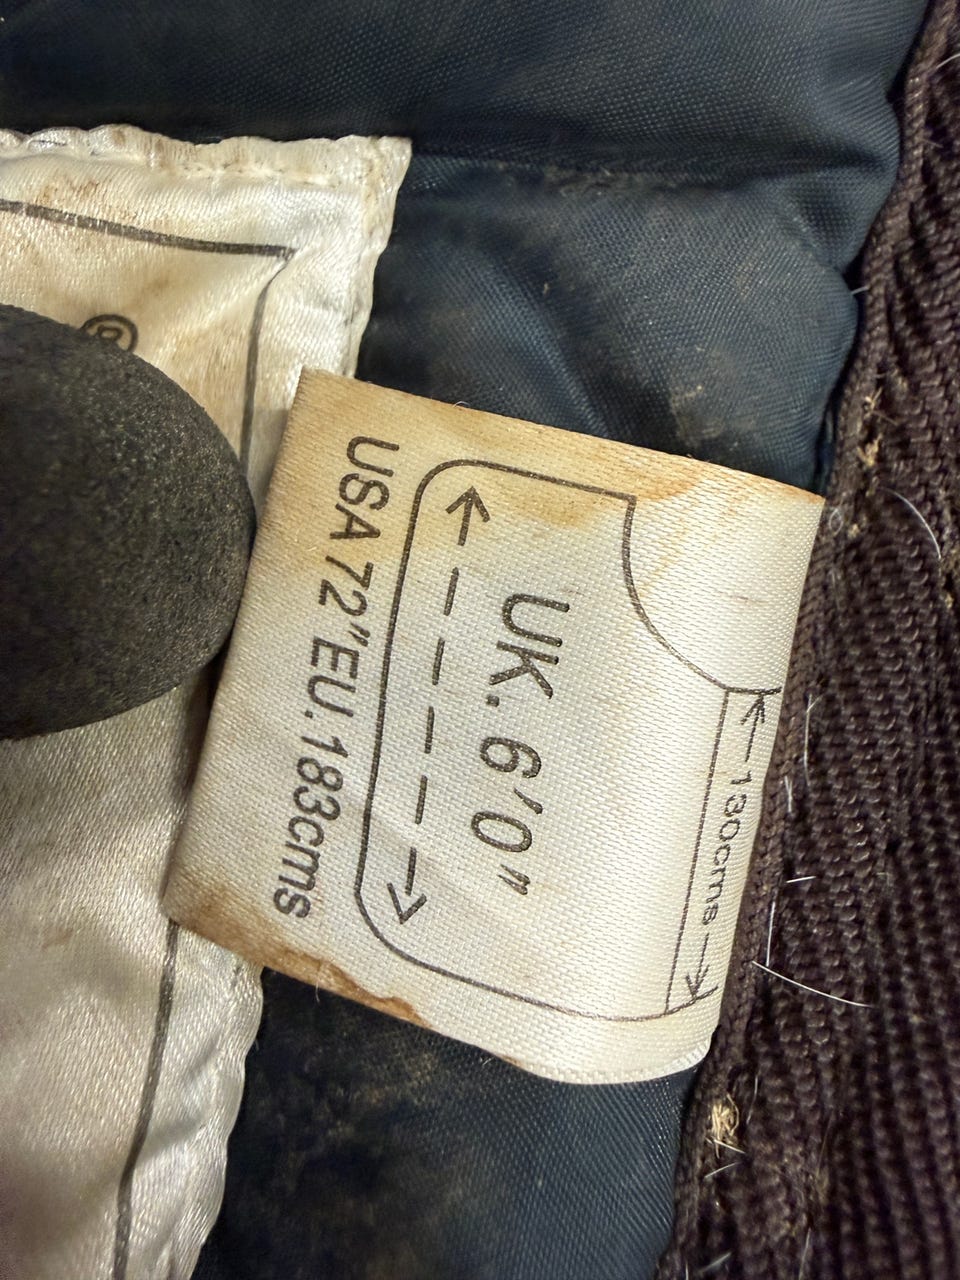 ®
←130cms→
UK. 6'0"
USA 72" EU.183cms